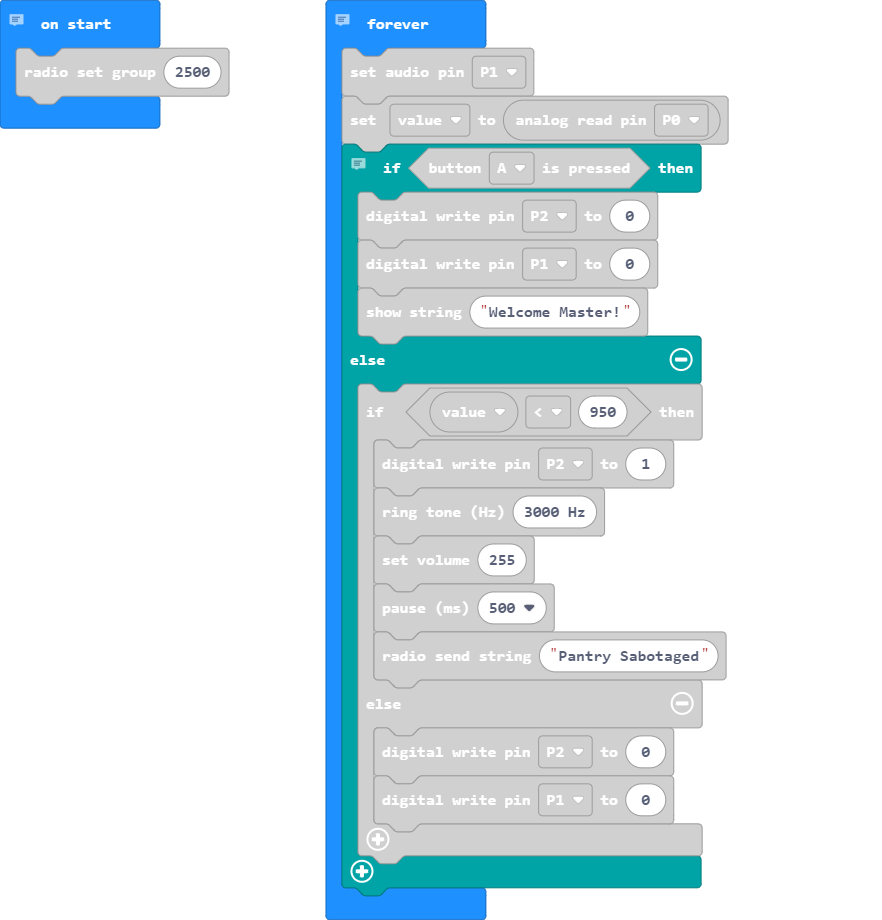 on start
radio set group 2500
forever
set audio pin P1
set value to analog read pin P0
if button A is pressed then
digital write pin P2 to 0
digital write pin P1 to 0
show string "Welcome Master!"
else
if value < 950 then
digital write pin P2 to 1
ring tone (Hz) 3000 Hz
set volume 255
pause (ms) 500
radio send string "Pantry Sabotaged"
else
digital write pin P2 to 0
digital write pin P1 to 0